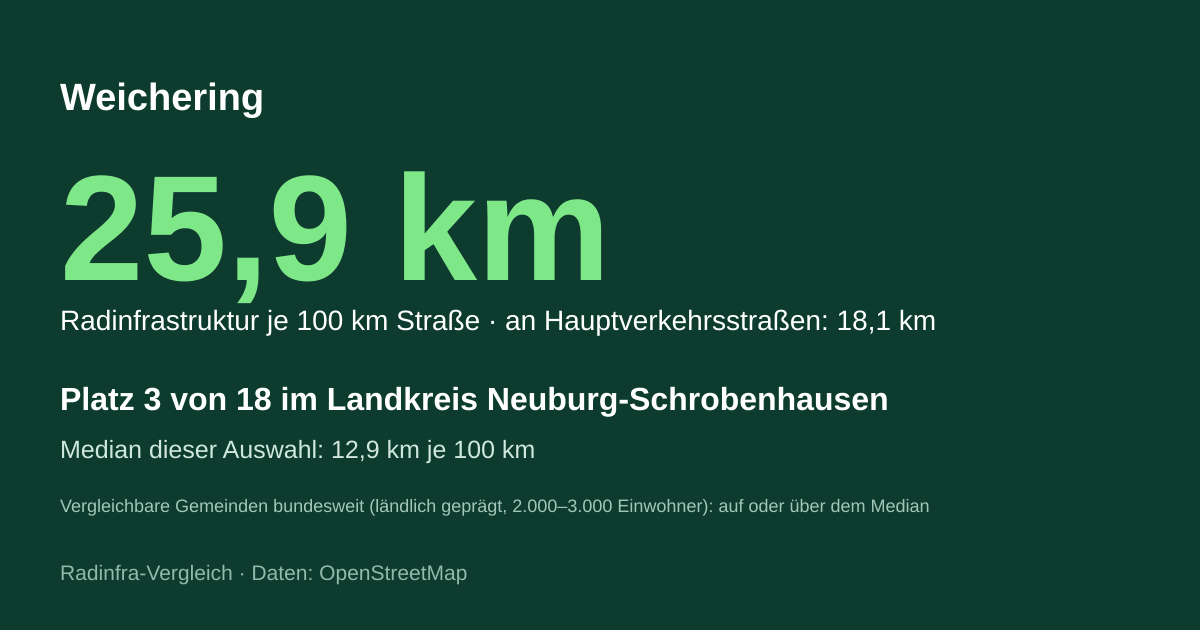 Weichering
25,9 km
Radinfrastruktur je 100 km Straße · an Hauptverkehrsstraßen: 18,1 km
Platz 3 von 18 im Landkreis Neuburg-Schrobenhausen
Median dieser Auswahl: 12,9 km je 100 km
Vergleichbare Gemeinden bundesweit (ländlich geprägt, 2.000–3.000 Einwohner): auf oder über dem Median
Radinfra-Vergleich · Daten: OpenStreetMap